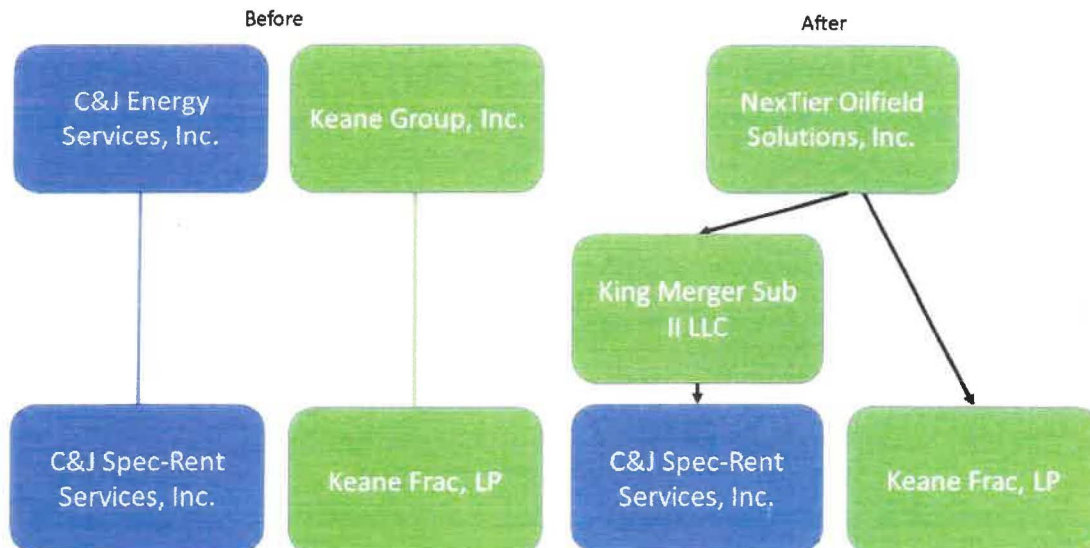 Before
After
C&J Energy
Services, Inc.
Keane Group, Inc.
NexTier Oilfield
Solutions, Inc.
King Merger Sub
II LLC
C&J Spec-Rent
Services, Inc.
Keane Frac, LP
C&J Spec-Rent
Services, Inc.
Keane Frac, LP